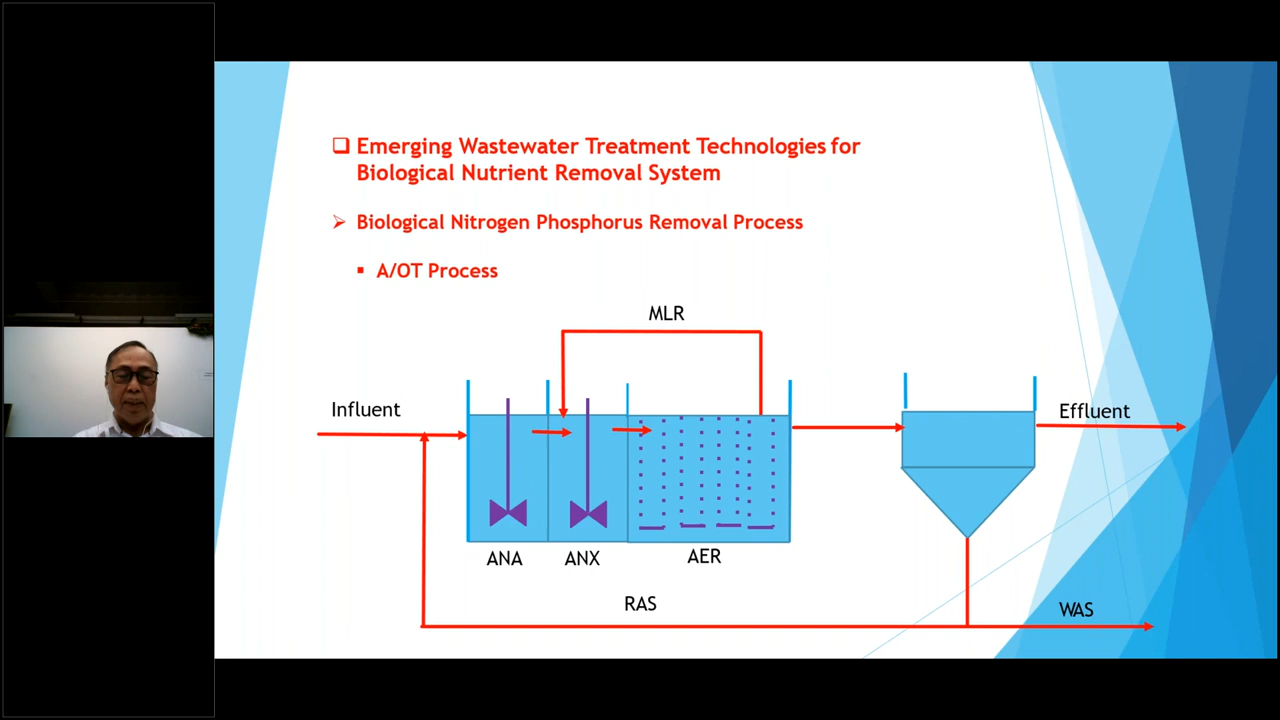 Emerging Wastewater Treatment Technologies for
Biological Nutrient Removal System
Biological Nitrogen Phosphorus Removal Process
A/OT Process
MLR
Influent
Effluent
ANA
ANX
AER
RAS
WAS